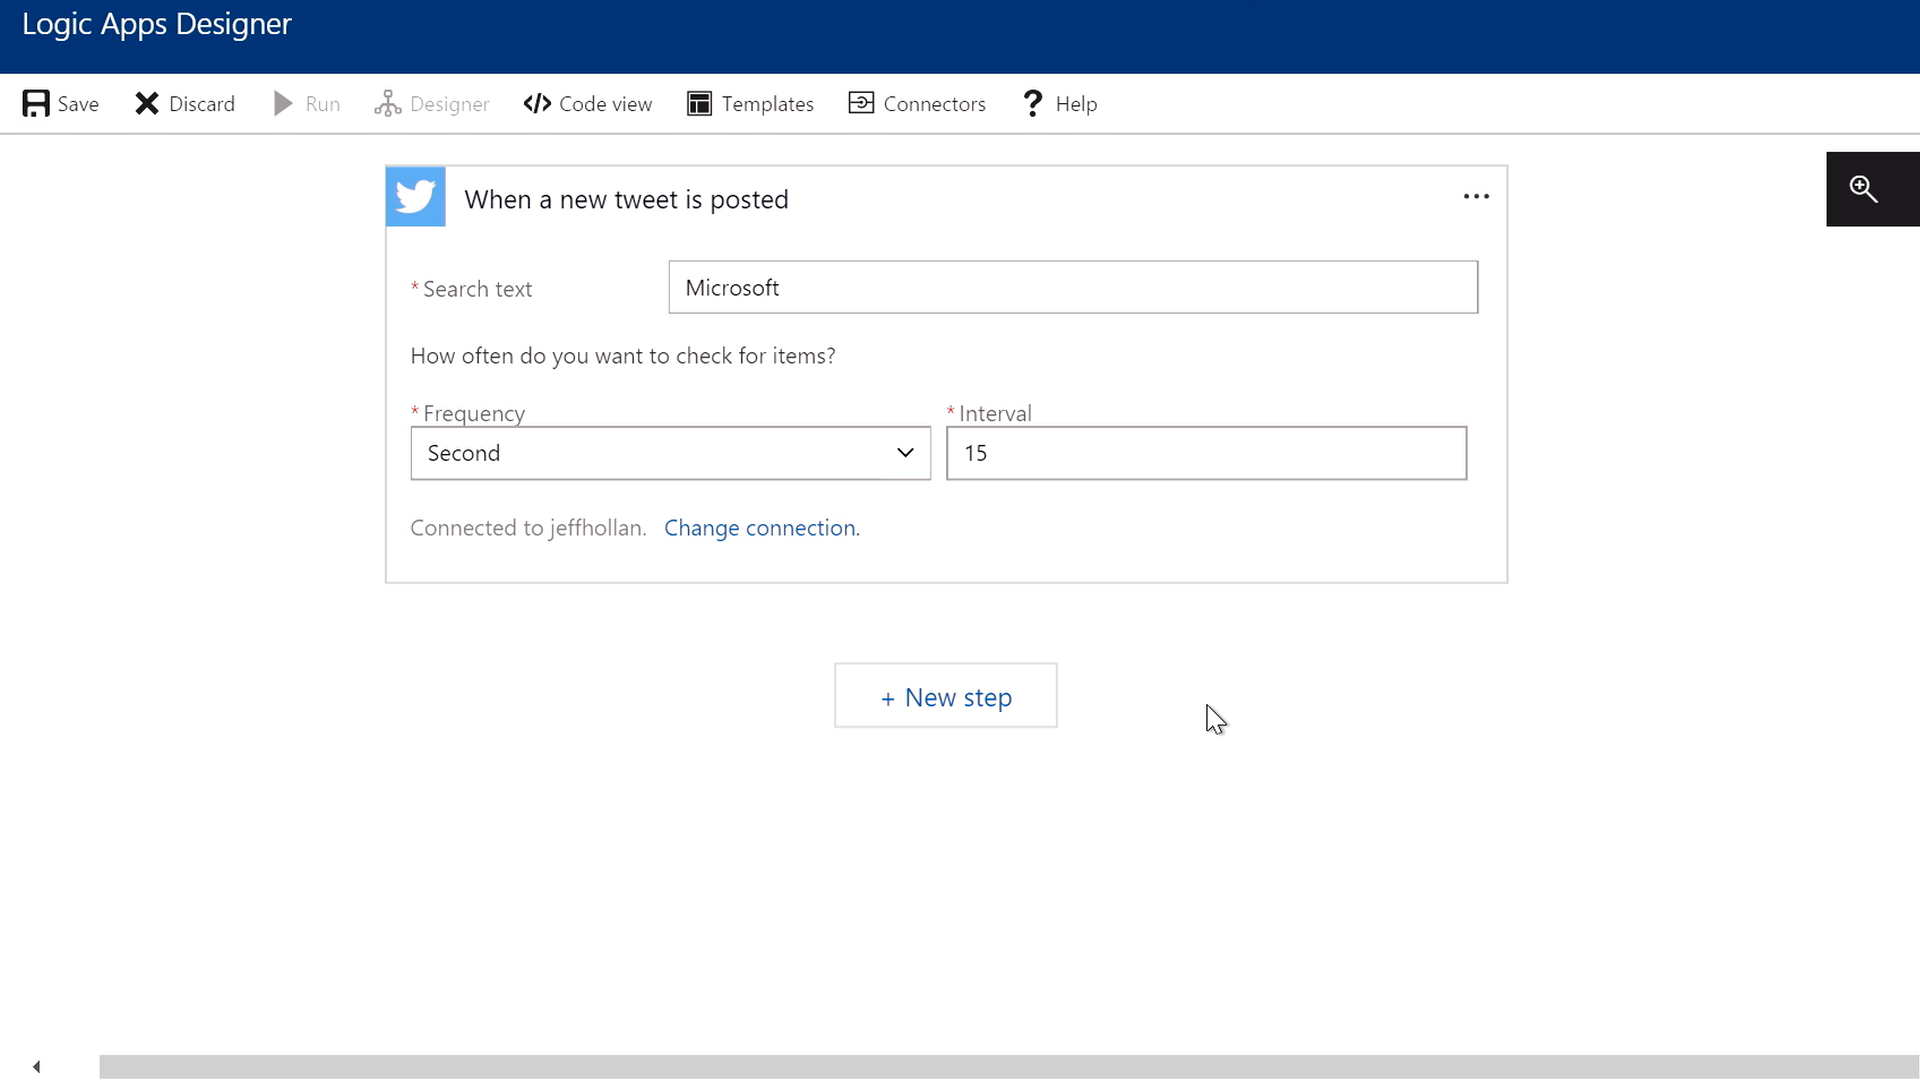 Logic Apps Designer
Save Discard Run Designer </> Code view Templates Connectors ? Help
When a new tweet is posted ...
* Search text Microsoft
How often do you want to check for items?
* Frequency * Interval
Second 15
Connected to jeffhollan. Change connection.
+ New step